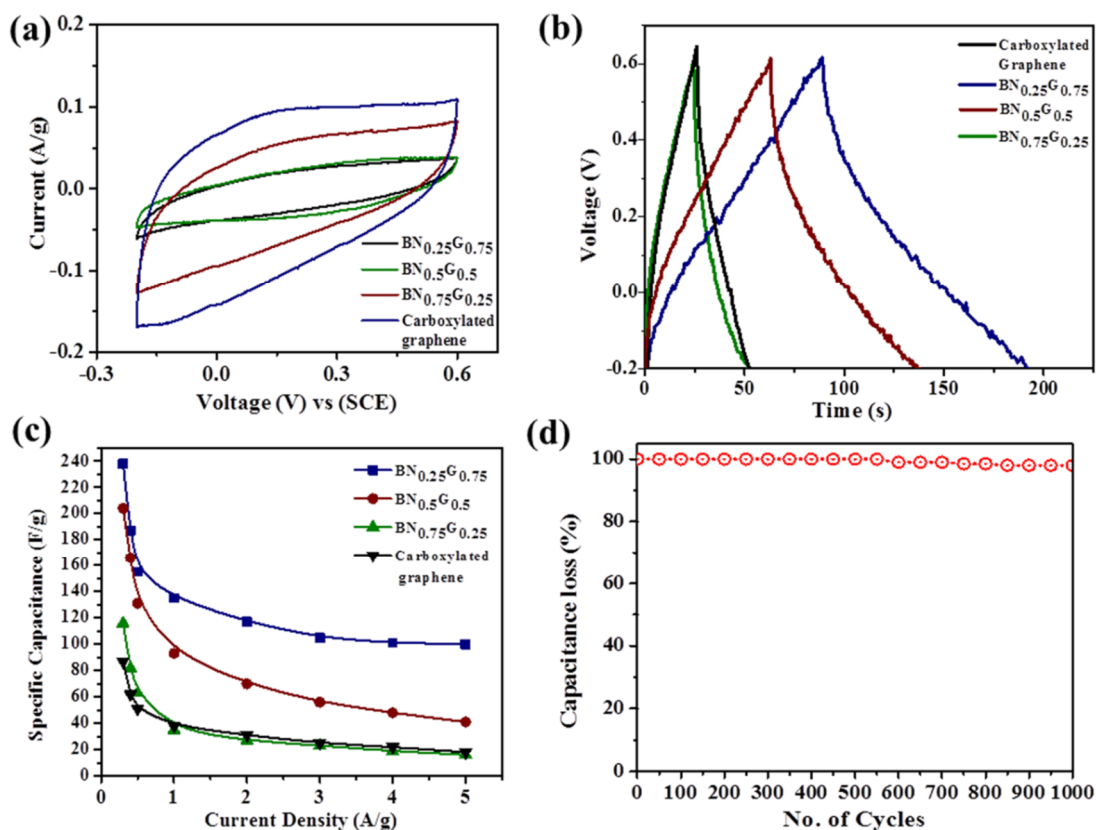 (a)
0.2
0.1
0.0
-0.1
-0.2
Current (A/g)
-0.3
0.0
0.3
0.6
Voltage (V) vs (SCE)
BN0.25G0.75
BN0.5G0.5
BN0.75G0.25
Carboxylated
graphene
(b)
0.6
0.4
0.2
0.0
-0.2
Voltage (V)
0
50
100
150
200
Time (s)
Carboxylated
Graphene
BN0.25G0.75
BN0.5G0.5
BN0.75G0.25
(c)
240
220
200
180
160
140
120
100
80
60
40
20
0
Specific Capacitance (F/g)
0
1
2
3
4
5
Current Density (A/g)
BN0.25G0.75
BN0.5G0.5
BN0.75G0.25
Carboxylated
graphene
(d)
100
80
60
40
20
0
Capacitance loss (%)
0 100 200 300 400 500 600 700 800 900 1000
No. of Cycles